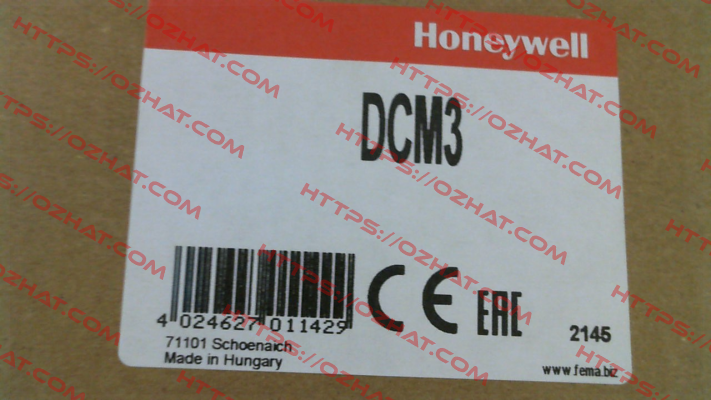 Honeywell
DCM3
4 024627 011429
CE EAC
2145
71101 Schoenaich
Made in Hungary
www.fema.biz
HTTPS://OZHAT.COM